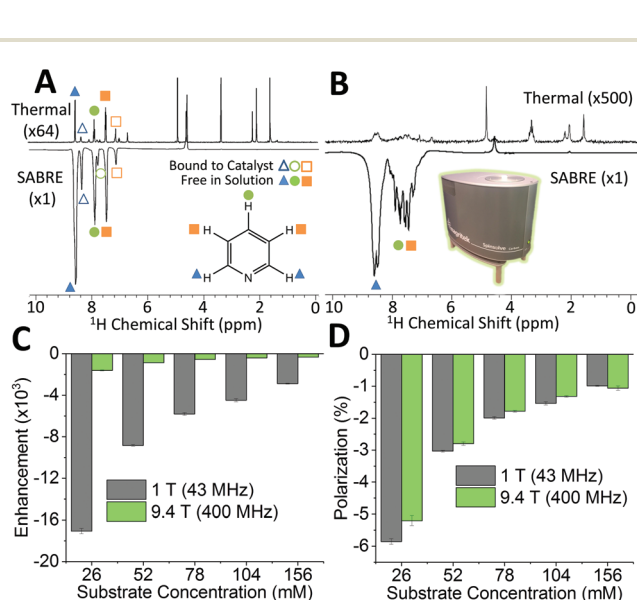 A
Thermal
(x64)
SABRE
(x1)
Bound to Catalyst
Free in Solution
H
H
H
H
H
N
10 8 6 4 2 0
¹H Chemical Shift (ppm)
B
Thermal (x500)
SABRE (x1)
10 8 6 4 2 0
¹H Chemical Shift (ppm)
C
Enhancement (x10³)
0
-4
-8
-12
-16
-20
1 T (43 MHz)
9.4 T (400 MHz)
26 52 78 104 156
Substrate Concentration (mM)
D
Polarization (%)
0
-1
-2
-3
-4
-5
-6
1 T (43 MHz)
9.4 T (400 MHz)
26 52 78 104 156
Substrate Concentration (mM)